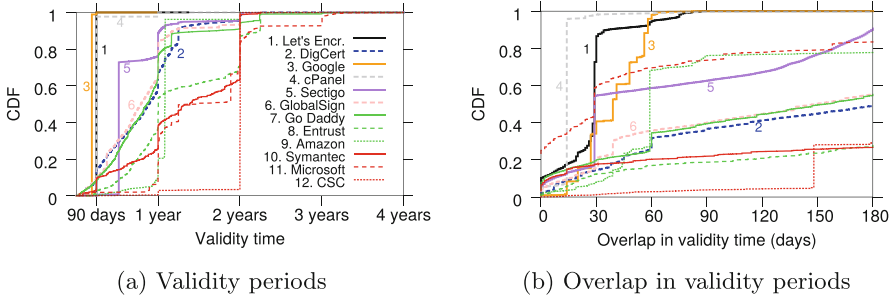 1
0.8
0.6
0.4
0.2
0
CDF
90 days 1 year 2 years 3 years 4 years
Validity time
1
2
3
4
5
6
1. Let's Encr.
2. DigCert
3. Google
4. cPanel
5. Sectigo
6. GlobalSign
7. Go Daddy
8. Entrust
9. Amazon
10. Symantec
11. Microsoft
12. CSC
(a) Validity periods
1
0.8
0.6
0.4
0.2
0
CDF
0 30 60 90 120 150 180
Overlap in validity time (days)
1
3
4
5
6
2
(b) Overlap in validity periods